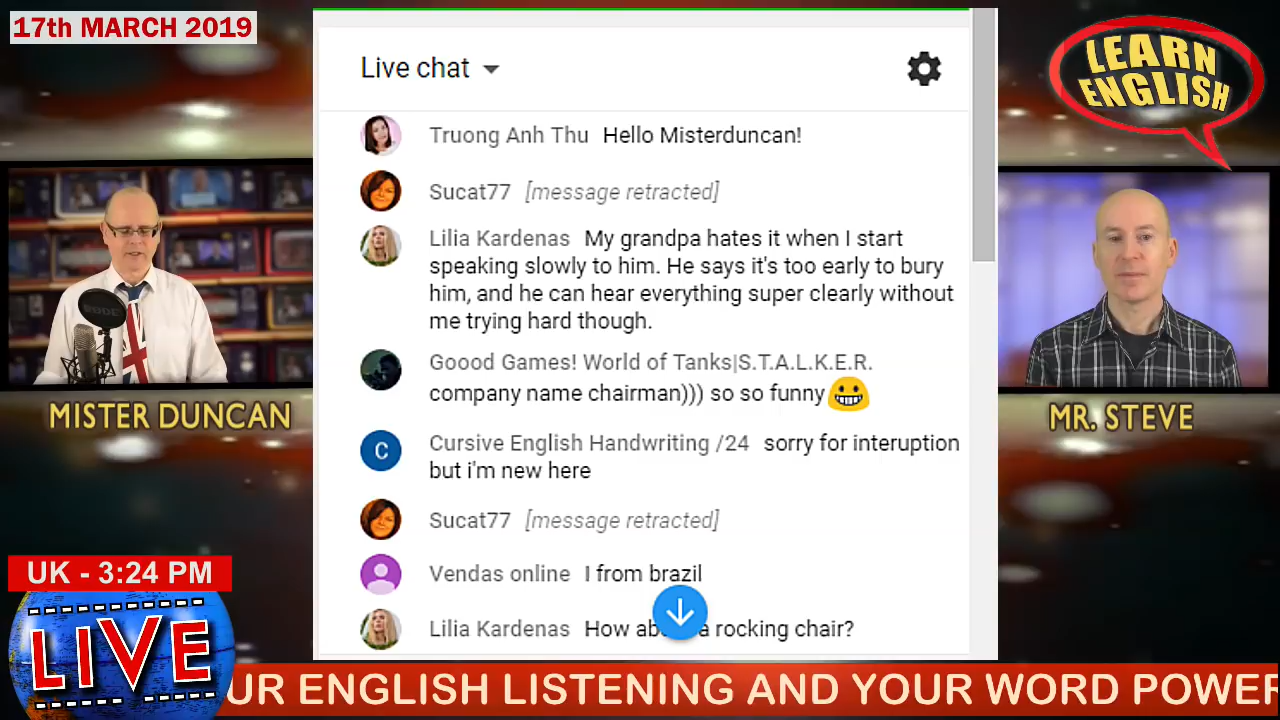 17th MARCH 2019
LEARN
ENGLISH
Live chat
Truong Anh Thu Hello Misterduncan!
Sucat77 [message retracted]
Lilia Kardenas My grandpa hates it when I start
speaking slowly to him. He says it's too early to bury
him, and he can hear everything super clearly without
me trying hard though.
Goood Games! World of Tanks|S.T.A.L.K.E.R.
company name chairman))) so so funny😀
C Cursive English Handwriting /24 sorry for interuption
but i'm new here
Sucat77 [message retracted]
Vendas online I from brazil
Lilia Kardenas How a rocking chair?
MISTER DUNCAN
MR. STEVE
UK - 3:24 PM
LIVE
UR ENGLISH LISTENING AND YOUR WORD POWER